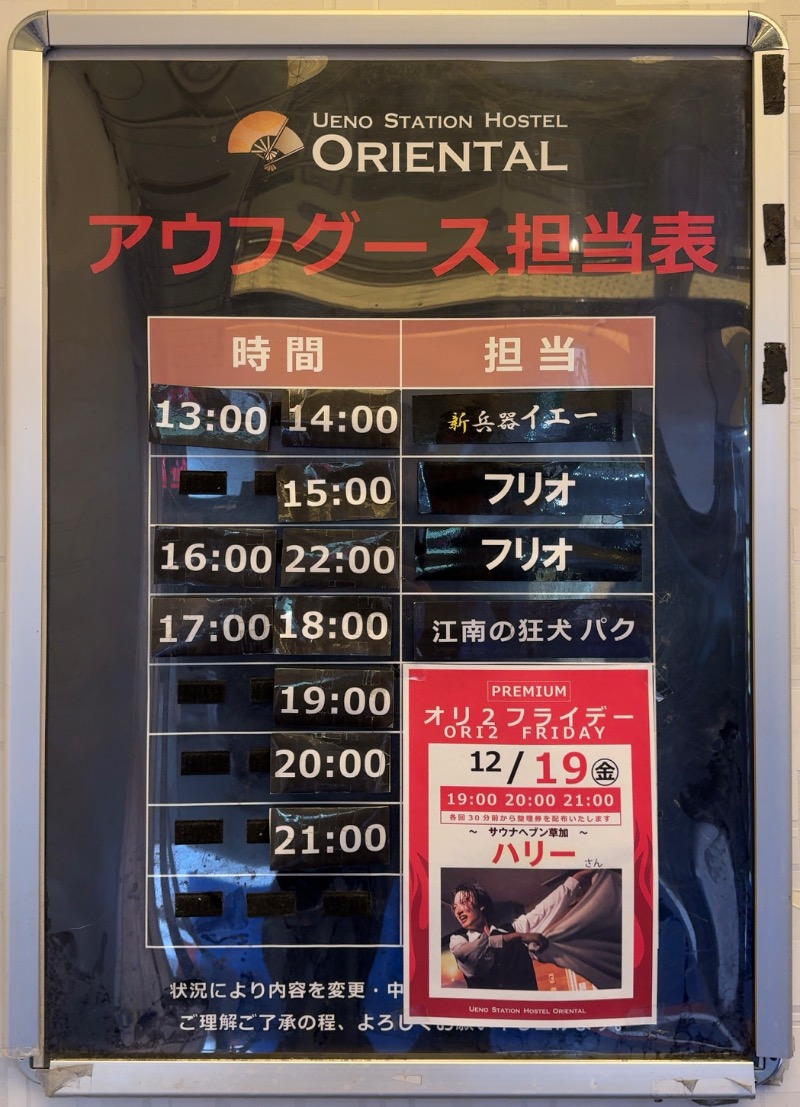 UENO STATION HOSTEL
ORIENTAL
アウフグース担当表
時間 担当
13:00 14:00 新兵器イエー
15:00 フリオ
16:00 22:00 フリオ
17:00 18:00 江南の狂犬 パク
19:00
20:00
21:00
PREMIUM
オリ2フライデー
ORI2 FRIDAY
12/19㊎
19:00 20:00 21:00
各回30分前から整理券を配布いたします
～ サウナヘブン草加 ～
ハリー さん
UENO STATION HOSTEL ORIENTAL
状況により内容を変更・中
ご理解ご了承の程、よろしく